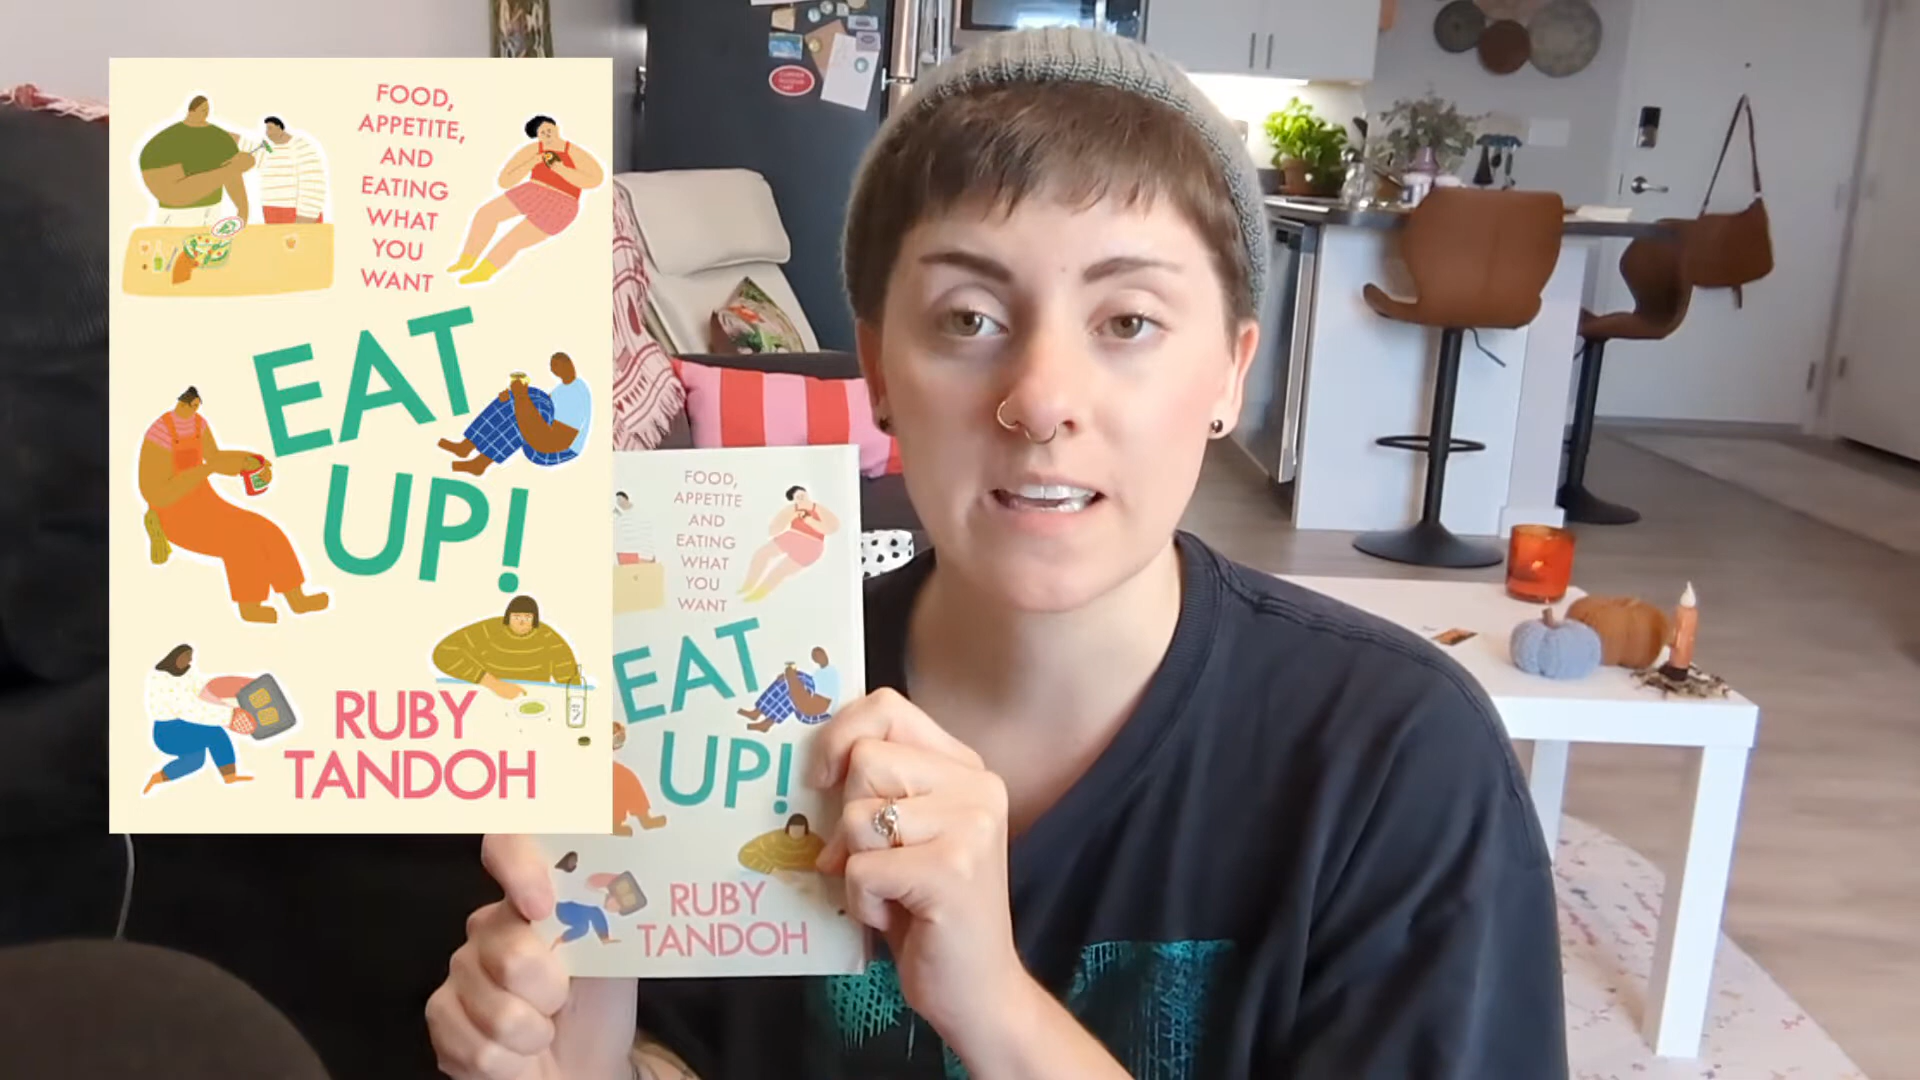 FOOD,
APPETITE,
AND
EATING
WHAT
YOU
WANT
EAT
UP!
RUBY
TANDOH
FOOD,
APPETITE
AND
EATING
WHAT
YOU
WANT
EAT
UP!
RUBY
TANDOH